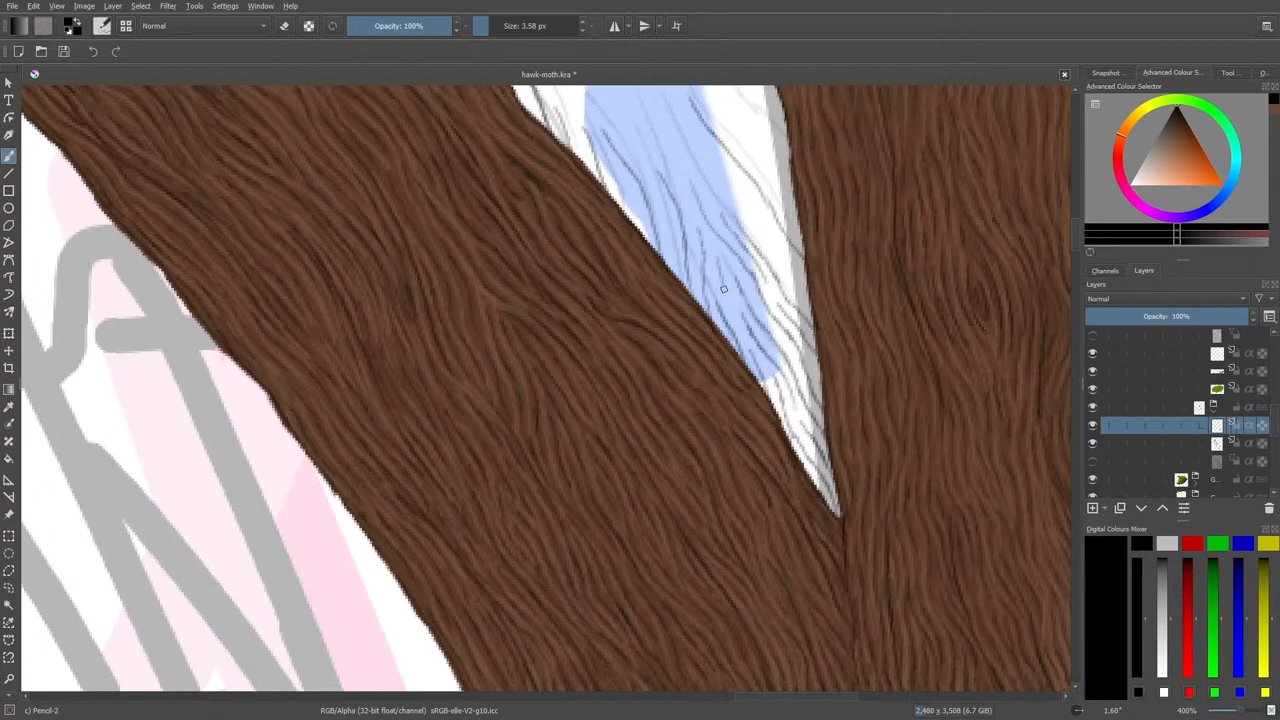 File Edit View Image Layer Select Filter Tools Settings Window Help
Normal Opacity: 100% Size: 3.58 px
hawk-moth.kra *
Snapshot ... Advanced Colour S... Tool ... O...
Advanced Colour Selector
Channels Layers
Layers
Normal
Opacity: 100%
G...
Digital Colours Mixer
c) Pencil-2 RGB/Alpha (32-bit float/channel) sRGB-elle-V2-g10.icc 2,480 x 3,508 (6.7 GiB) 1.60° 400%